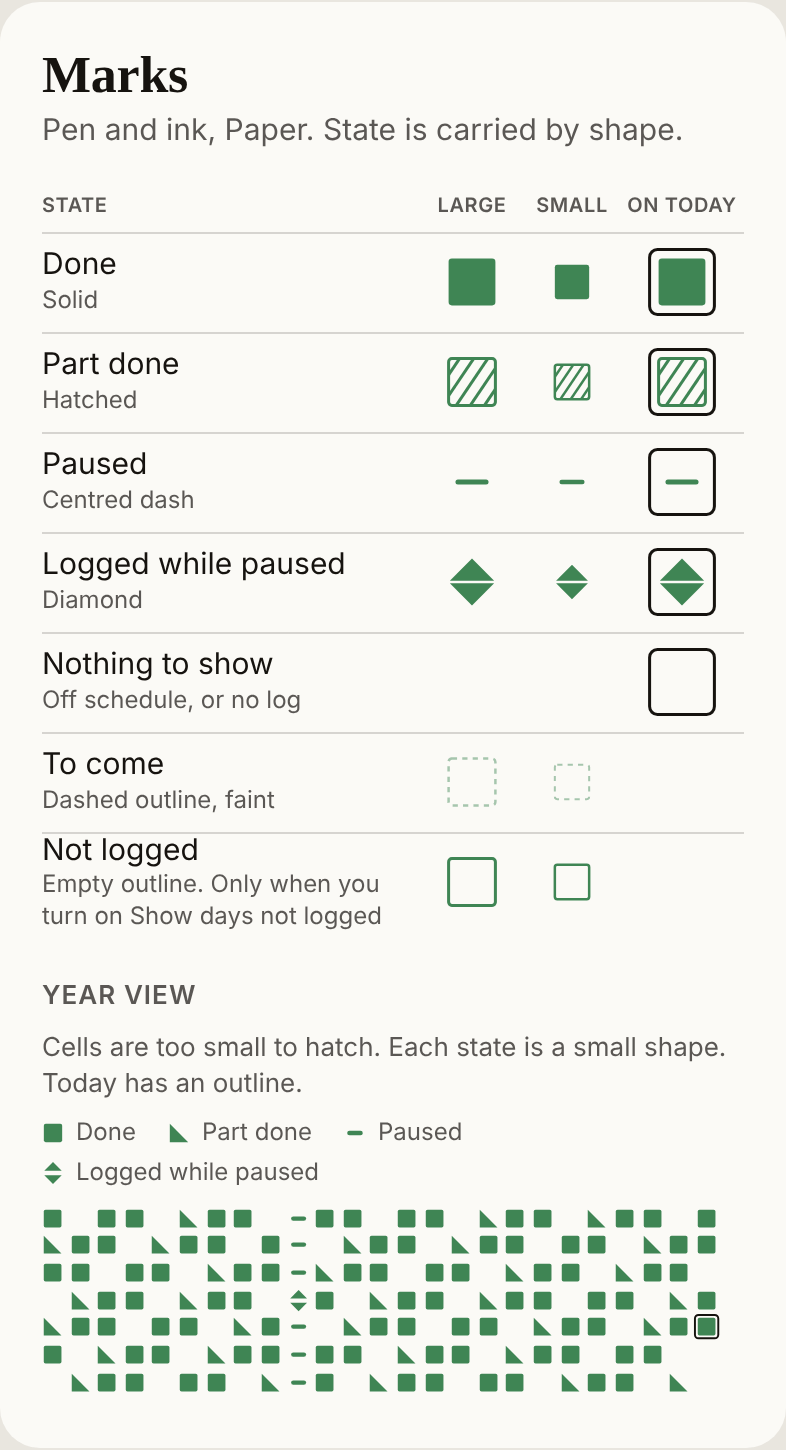 Marks
Pen and ink, Paper. State is carried by shape.
STATE LARGE SMALL ON TODAY
Done
Solid
Part done
Hatched
Paused
Centred dash
Logged while paused
Diamond
Nothing to show
Off schedule, or no log
To come
Dashed outline, faint
Not logged
Empty outline. Only when you
turn on Show days not logged
YEAR VIEW
Cells are too small to hatch. Each state is a small shape.
Today has an outline.
Done Part done Paused
Logged while paused